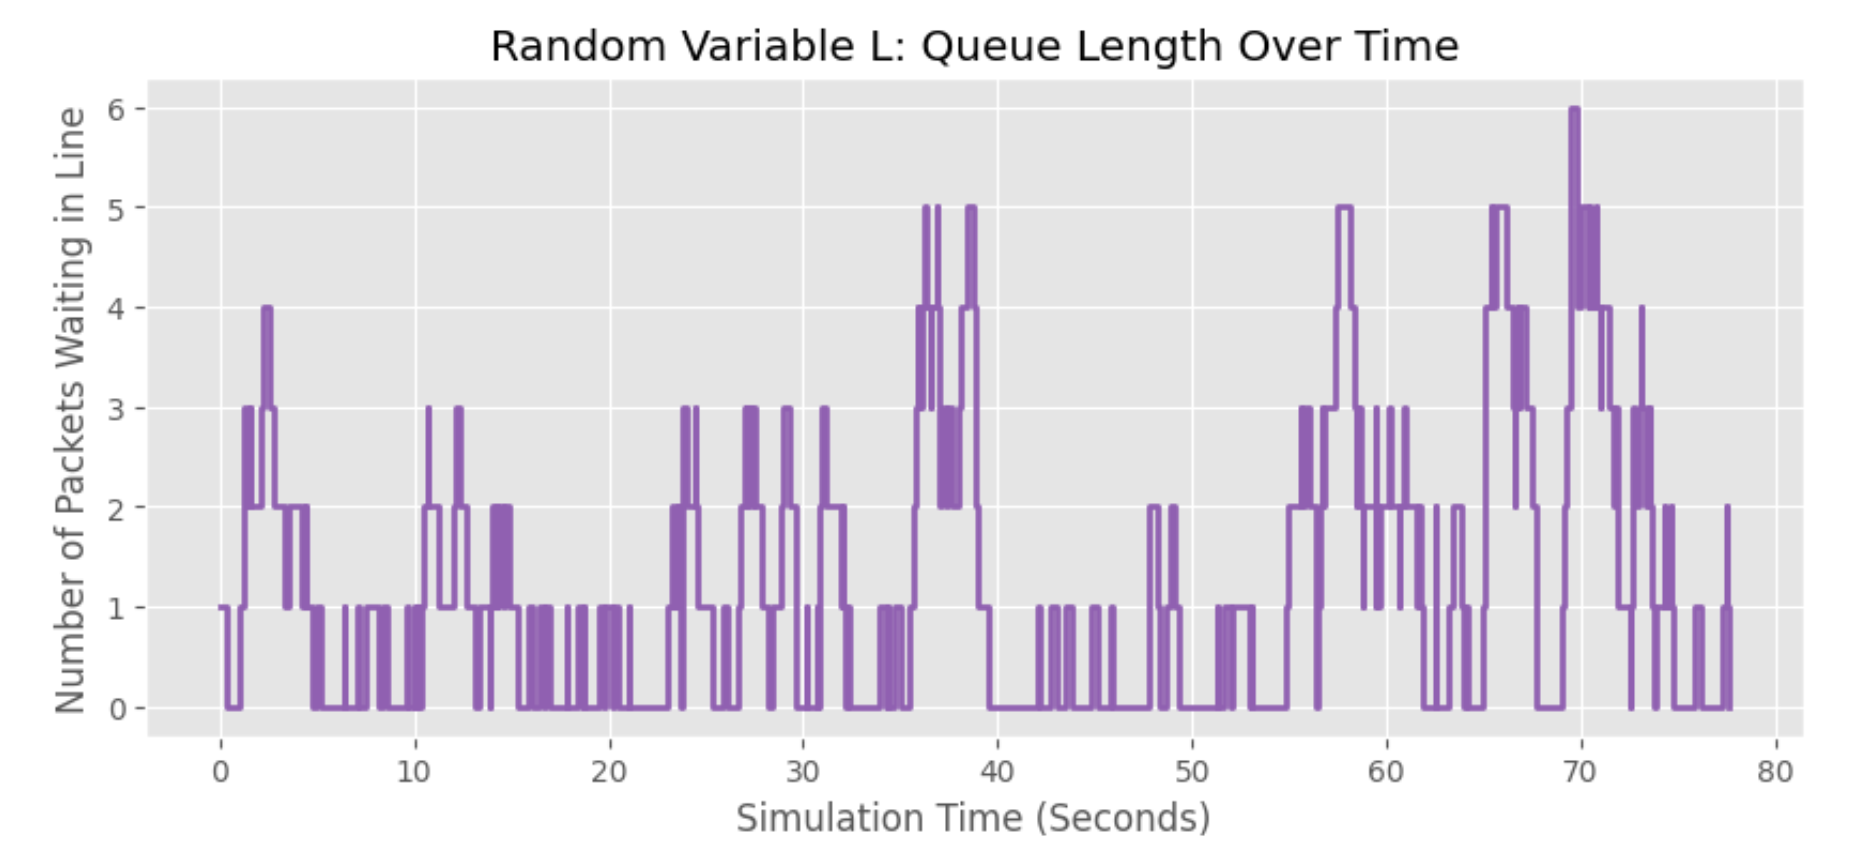 Random Variable L: Queue Length Over Time
Number of Packets Waiting in Line
6
5
4
3
2
1
0
0 10 20 30 40 50 60 70 80
Simulation Time (Seconds)